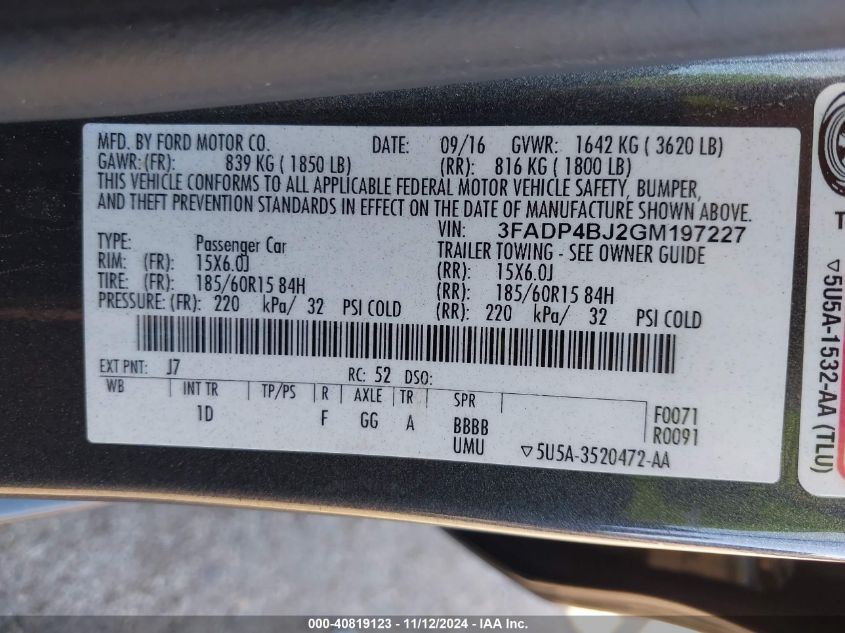 MFD. BY FORD MOTOR CO. DATE: 09/16 GVWR: 1642 KG ( 3620 LB)
GAWR: (FR): 839 KG ( 1850 LB) (RR): 816 KG ( 1800 LB)
THIS VEHICLE CONFORMS TO ALL APPLICABLE FEDERAL MOTOR VEHICLE SAFETY, BUMPER,
AND THEFT PREVENTION STANDARDS IN EFFECT ON THE DATE OF MANUFACTURE SHOWN ABOVE.
VIN: 3FADP4BJ2GM197227
TYPE: Passenger Car TRAILER TOWING - SEE OWNER GUIDE
RIM: (FR): 15X6.0J (RR): 15X6.0J
TIRE: (FR): 185/60R15 84H (RR): 185/60R15 84H
PRESSURE: (FR): 220 kPa/ 32 PSI COLD (RR): 220 kPa/ 32 PSI COLD
EXT PNT: J7 RC: 52 DSO:
WB INT TR TP/PS R AXLE TR SPR F0071
1D F GG A BBBB R0091
UMU ▽5U5A-3520472-AA
T
▽5U5A-1532-AA (TLU)
000-40819123 - 11/12/2024 - IAA Inc.